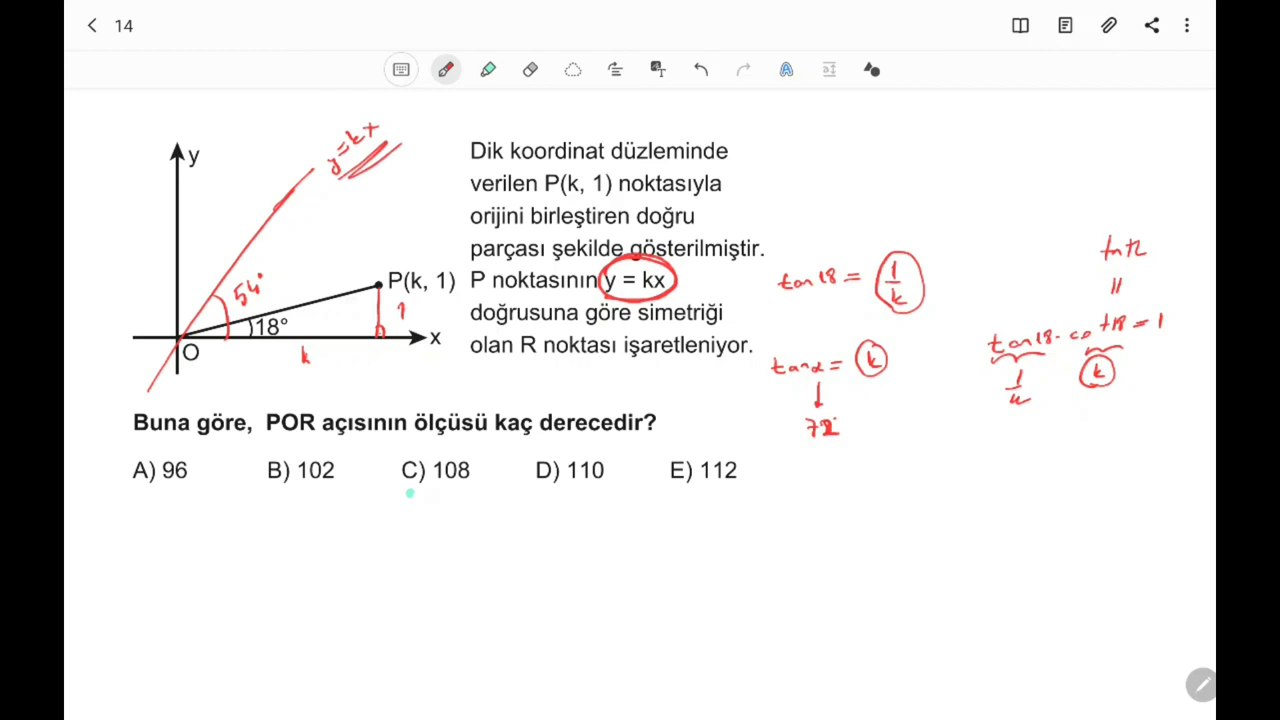 14
y
y = kx
Dik koordinat düzleminde
verilen P(k, 1) noktasıyla
orijini birleştiren doğru
parçası şekilde gösterilmiştir.
P noktasının y = kx
doğrusuna göre simetriği
olan R noktası işaretleniyor.
54°
P(k, 1)
1
18°
x
O
k
tan18 = 1/k
tanα = k
72
tan18 . cot18 = 1
1/k
k
Buna göre, POR açısının ölçüsü kaç derecedir?
A) 96 B) 102 C) 108 D) 110 E) 112